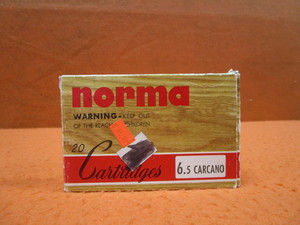 norma
WARNING-KEEP OUT
OF THE REACH OF CHILDREN
20
Cartridges
6.5 CARCANO